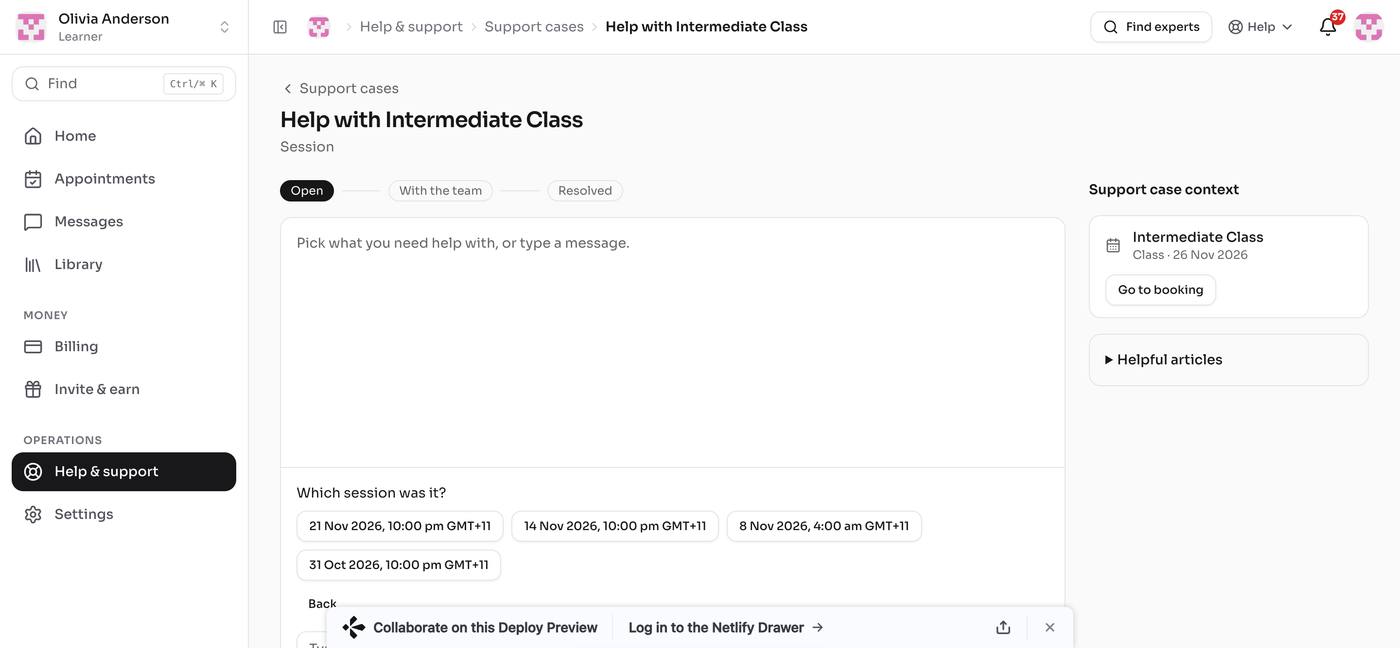 Olivia Anderson
Learner
Find
Ctrl/⌘ K
Home
Appointments
Messages
Library
MONEY
Billing
Invite & earn
OPERATIONS
Help & support
Settings
Help & support
Support cases
Help with Intermediate Class
Find experts
Help
37
Support cases
Help with Intermediate Class
Session
Open
With the team
Resolved
Pick what you need help with, or type a message.
Which session was it?
21 Nov 2026, 10:00 pm GMT+11
14 Nov 2026, 10:00 pm GMT+11
8 Nov 2026, 4:00 am GMT+11
31 Oct 2026, 10:00 pm GMT+11
Back
Support case context
Intermediate Class
Class · 26 Nov 2026
Go to booking
Helpful articles
Collaborate on this Deploy Preview
Log in to the Netlify Drawer →